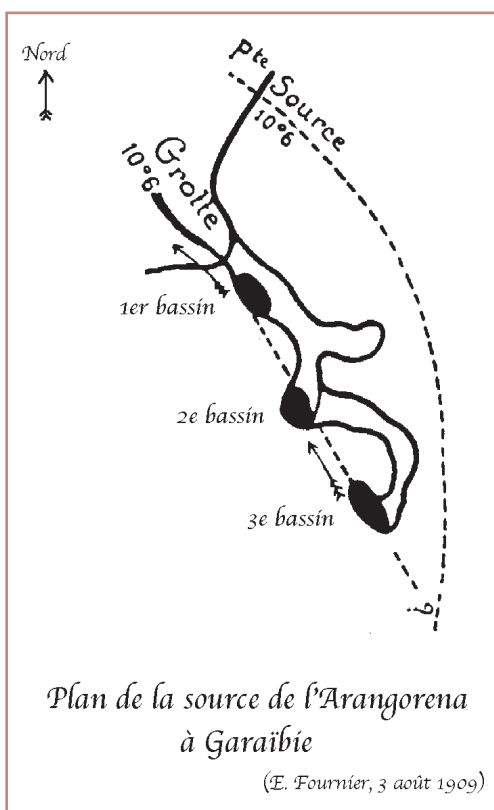 Nord
Pte Source
10°6
Grotte
10°6
1er bassin
2e bassin
3e bassin
?
Plan de la source de l'Arangorena
à Garaïbie
(E. Fournier, 3 août 1909)